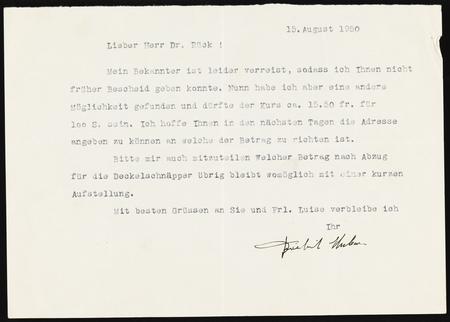 15.August 1950
Lieber Herr Dr. Rück !
Mein Bekannter ist leider verreist, sodass ich Ihnen nicht
früher Bescheid geben konnte. Nunn habe ich aber eine andere
Möglichkeit gefunden und dürfte der Kurs ca. 15.50 fr. für
loo S. sein. Ich hoffe Ihnen in den nächsten Tagen die Adresse
angeben zu können an welche der Betrag zu richten ist.
Bitte mir auch mitzuteilen Welcher Betrag nach Abzug
für die Deckelschnäpper übrig bleibt womöglich mit einer kurzen
Aufstellung.
Mit besten Grüssen an Sie und Frl. Luise verbleibe ich
Ihr